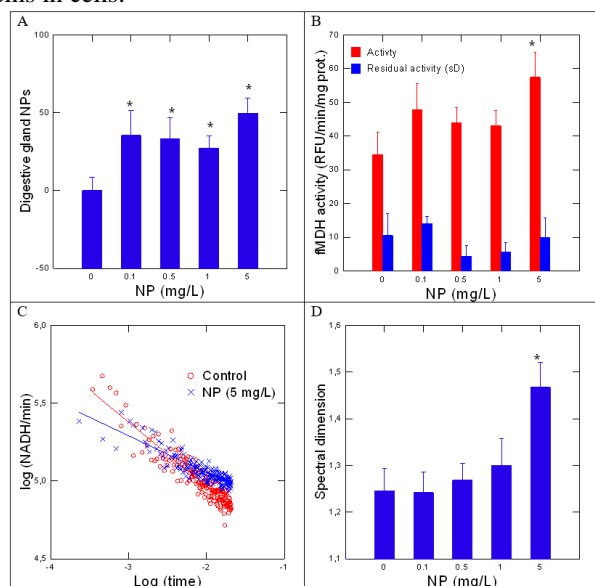 ms in cells.
A
100
50
0
-50
Digestive gland NPs
*
*
*
*
0
0.1
0.5
1
5
NP (mg/L)
B
Activty
Residual activity (sD)
70
60
50
40
30
20
10
0
fMDH activity (RFU/min/mg prot.)
*
0
0.1
0.5
1
5
NP (mg/L)
C
6,0
5,5
5,0
4,5
log (NADH/min)
Control
NP (5 mg/L)
-4
-3
-2
-1
Log (time)
D
1,6
1,5
1,4
1,3
1,2
1,1
Spectral dimension
*
0
0.1
0.5
1
5
NP (mg/L)